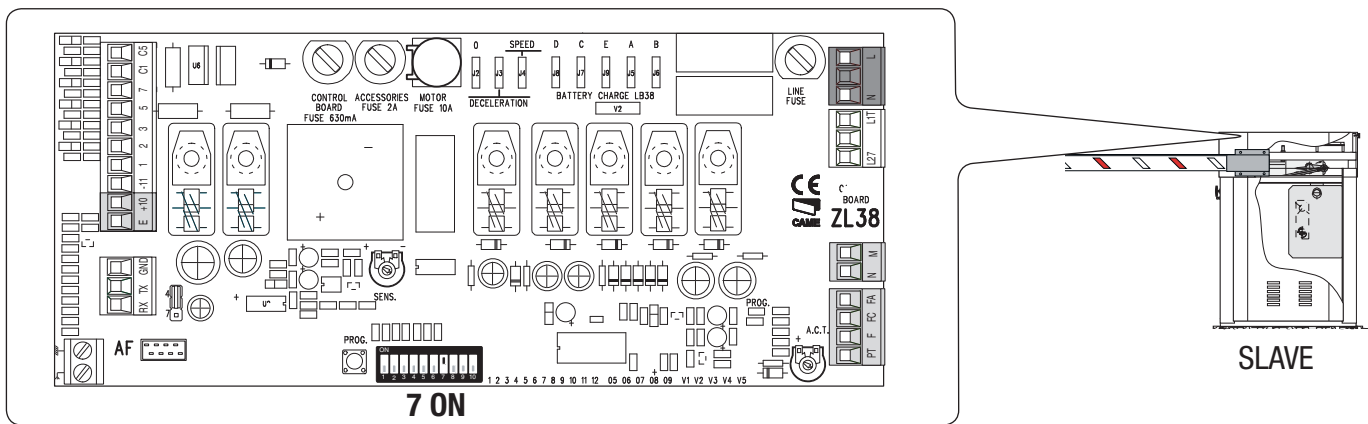 O SPEED D C E A B
J2 J3 J4 J8 J7 J9 J5 J6
DECELERATION
BATTERY CHARGE LB38
V2
CONTROL BOARD FUSE 630mA
ACCESSORIES FUSE 2A
MOTOR FUSE 10A
LINE FUSE
U6
C5
C1
7
5
3
2
1
-11
+10
E
GND
TX
RX
AF
L
N
L1T
L2T
CE
CAME
BOARD
ZL38
M
N
FA
FC
F
PT
SENS.
PROG.
ON
1 2 3 4 5 6 7 8 9 10
7 ON
1 2 3 4 5 6 7 8 9 10 11 12 05 06 07 08 09 V1 V2 V3 V4 V5
PROG.
A.C.T.
SLAVE